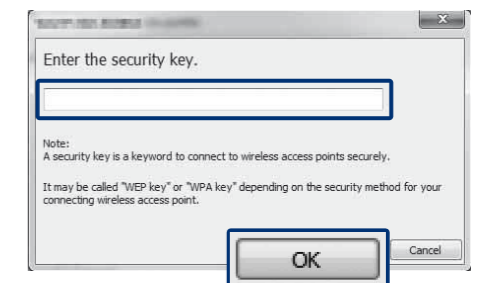 Enter the security key.
Note:
A security key is a keyword to connect to wireless access points securely.
It may be called "WEP key" or "WPA key" depending on the security method for your
connecting wireless access point.
OK
Cancel